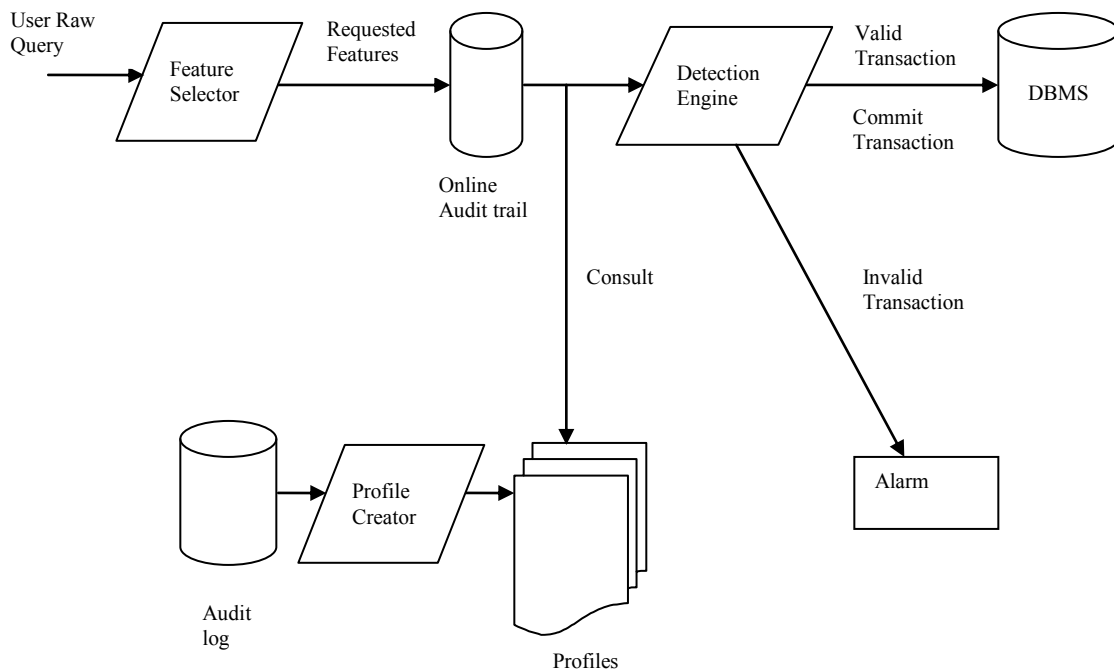 User Raw
Query
Feature
Selector
Requested
Features
Online
Audit trail
Detection
Engine
Valid
Transaction
Commit
Transaction
DBMS
Consult
Invalid
Transaction
Alarm
Audit
log
Profile
Creator
Profiles